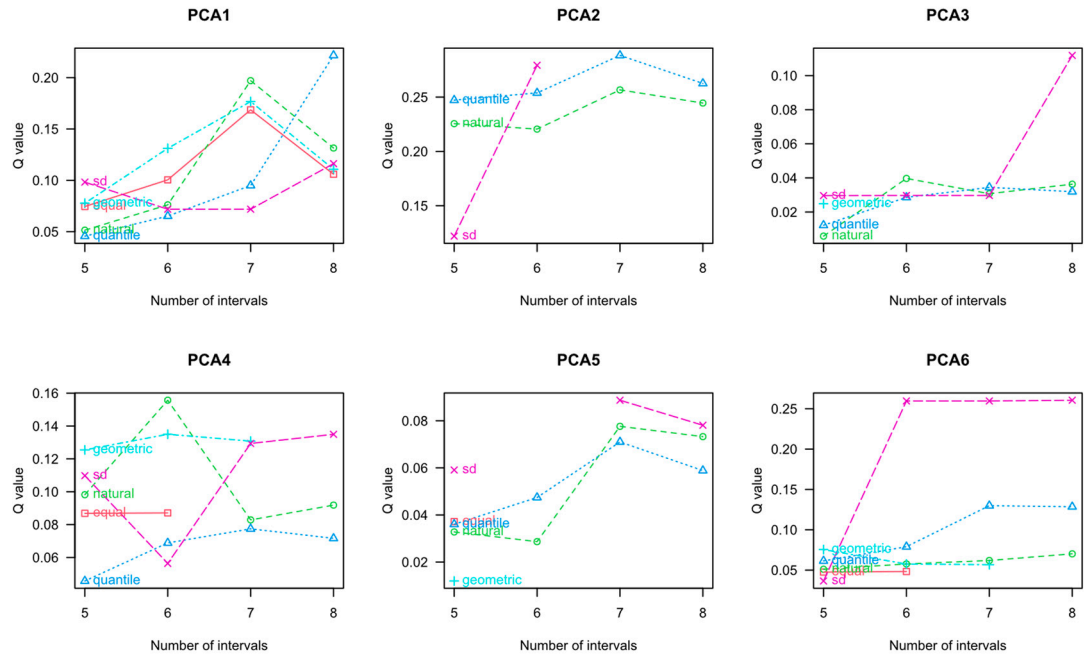 PCA1
PCA2
PCA3
Q value
0.20
0.15
0.10
0.05
sd
geometric
equal
natural
quantile
5 6 7 8
Number of intervals
Q value
0.25
0.15
quantile
natural
sd
5 6 7 8
Number of intervals
Q value
0.10
0.08
0.06
0.04
0.02
sd
geometric
quantile
natural
5 6 7 8
Number of intervals
PCA4
PCA5
PCA6
Q value
0.16
0.14
0.12
0.10
0.08
0.06
geometric
sd
natural
equal
quantile
5 6 7 8
Number of intervals
Q value
0.08
0.06
0.04
0.02
sd
equal
quantile
natural
geometric
5 6 7 8
Number of intervals
Q value
0.25
0.20
0.15
0.10
0.05
geometric
quantile
natural
equal
sd
5 6 7 8
Number of intervals